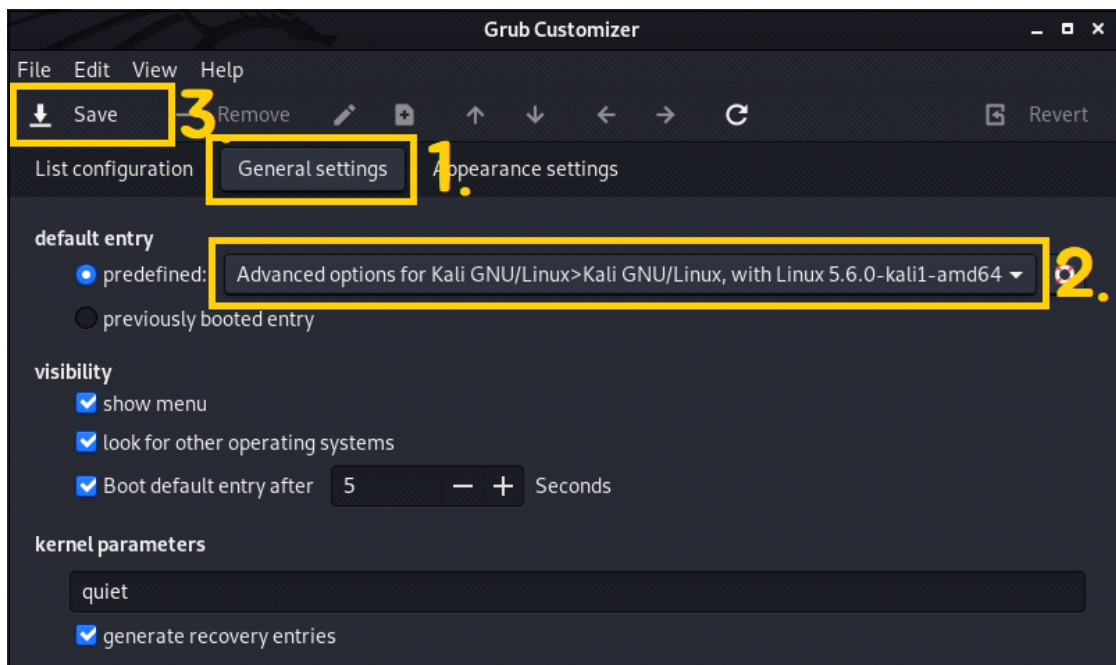 Grub Customizer
File Edit View Help
Save 3. Remove Revert
List configuration General settings 1. Appearance settings
default entry
predefined: Advanced options for Kali GNU/Linux>Kali GNU/Linux, with Linux 5.6.0-kali1-amd64 2.
previously booted entry
visibility
show menu
look for other operating systems
Boot default entry after 5 Seconds
kernel parameters
quiet
generate recovery entries